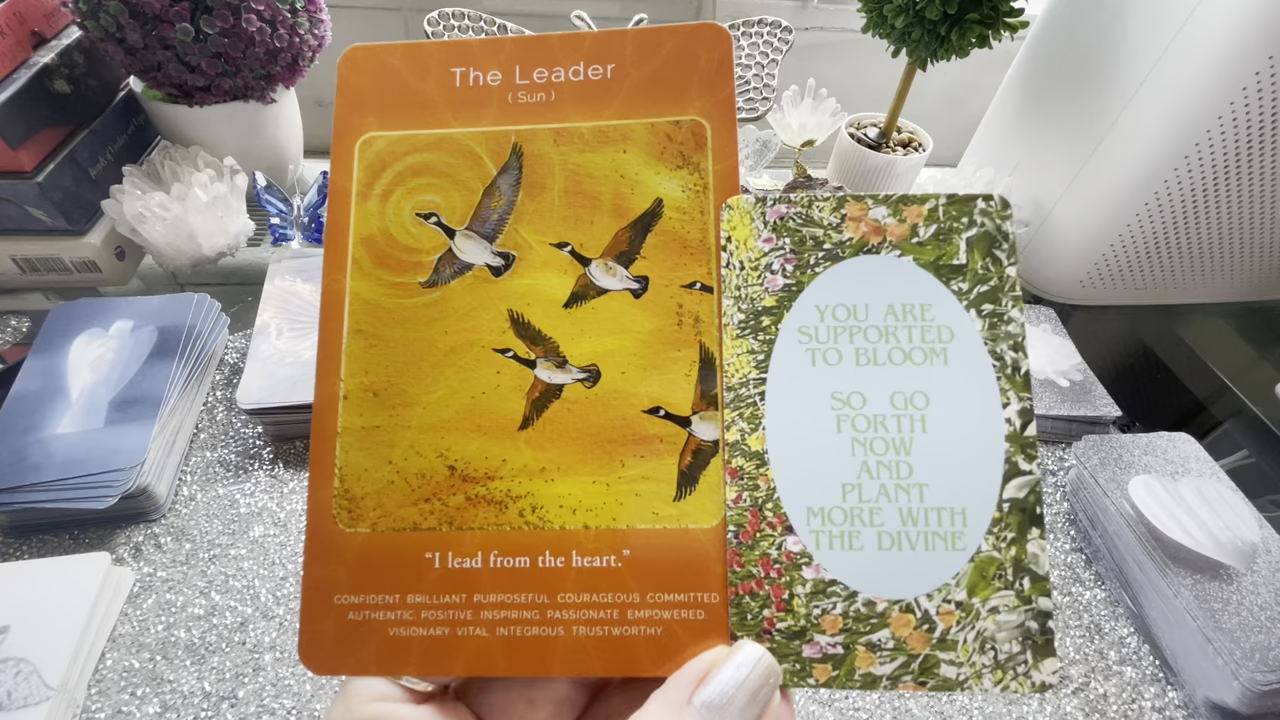 The Leader
( Sun )
"I lead from the heart."
CONFIDENT. BRILLIANT. PURPOSEFUL. COURAGEOUS. COMMITTED.
AUTHENTIC. POSITIVE. INSPIRING. PASSIONATE. EMPOWERED.
VISIONARY. VITAL. INTEGROUS. TRUSTWORTHY
YOU ARE
SUPPORTED
TO BLOOM
SO GO
FORTH
NOW
AND
PLANT
MORE WITH
THE DIVINE